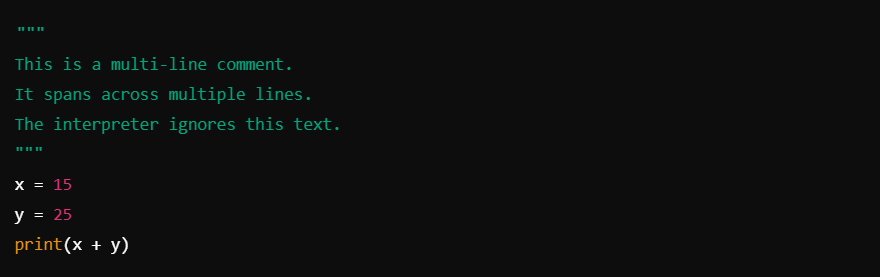 """
This is a multi-line comment.
It spans across multiple lines.
The interpreter ignores this text.
"""
x = 15
y = 25
print(x + y)